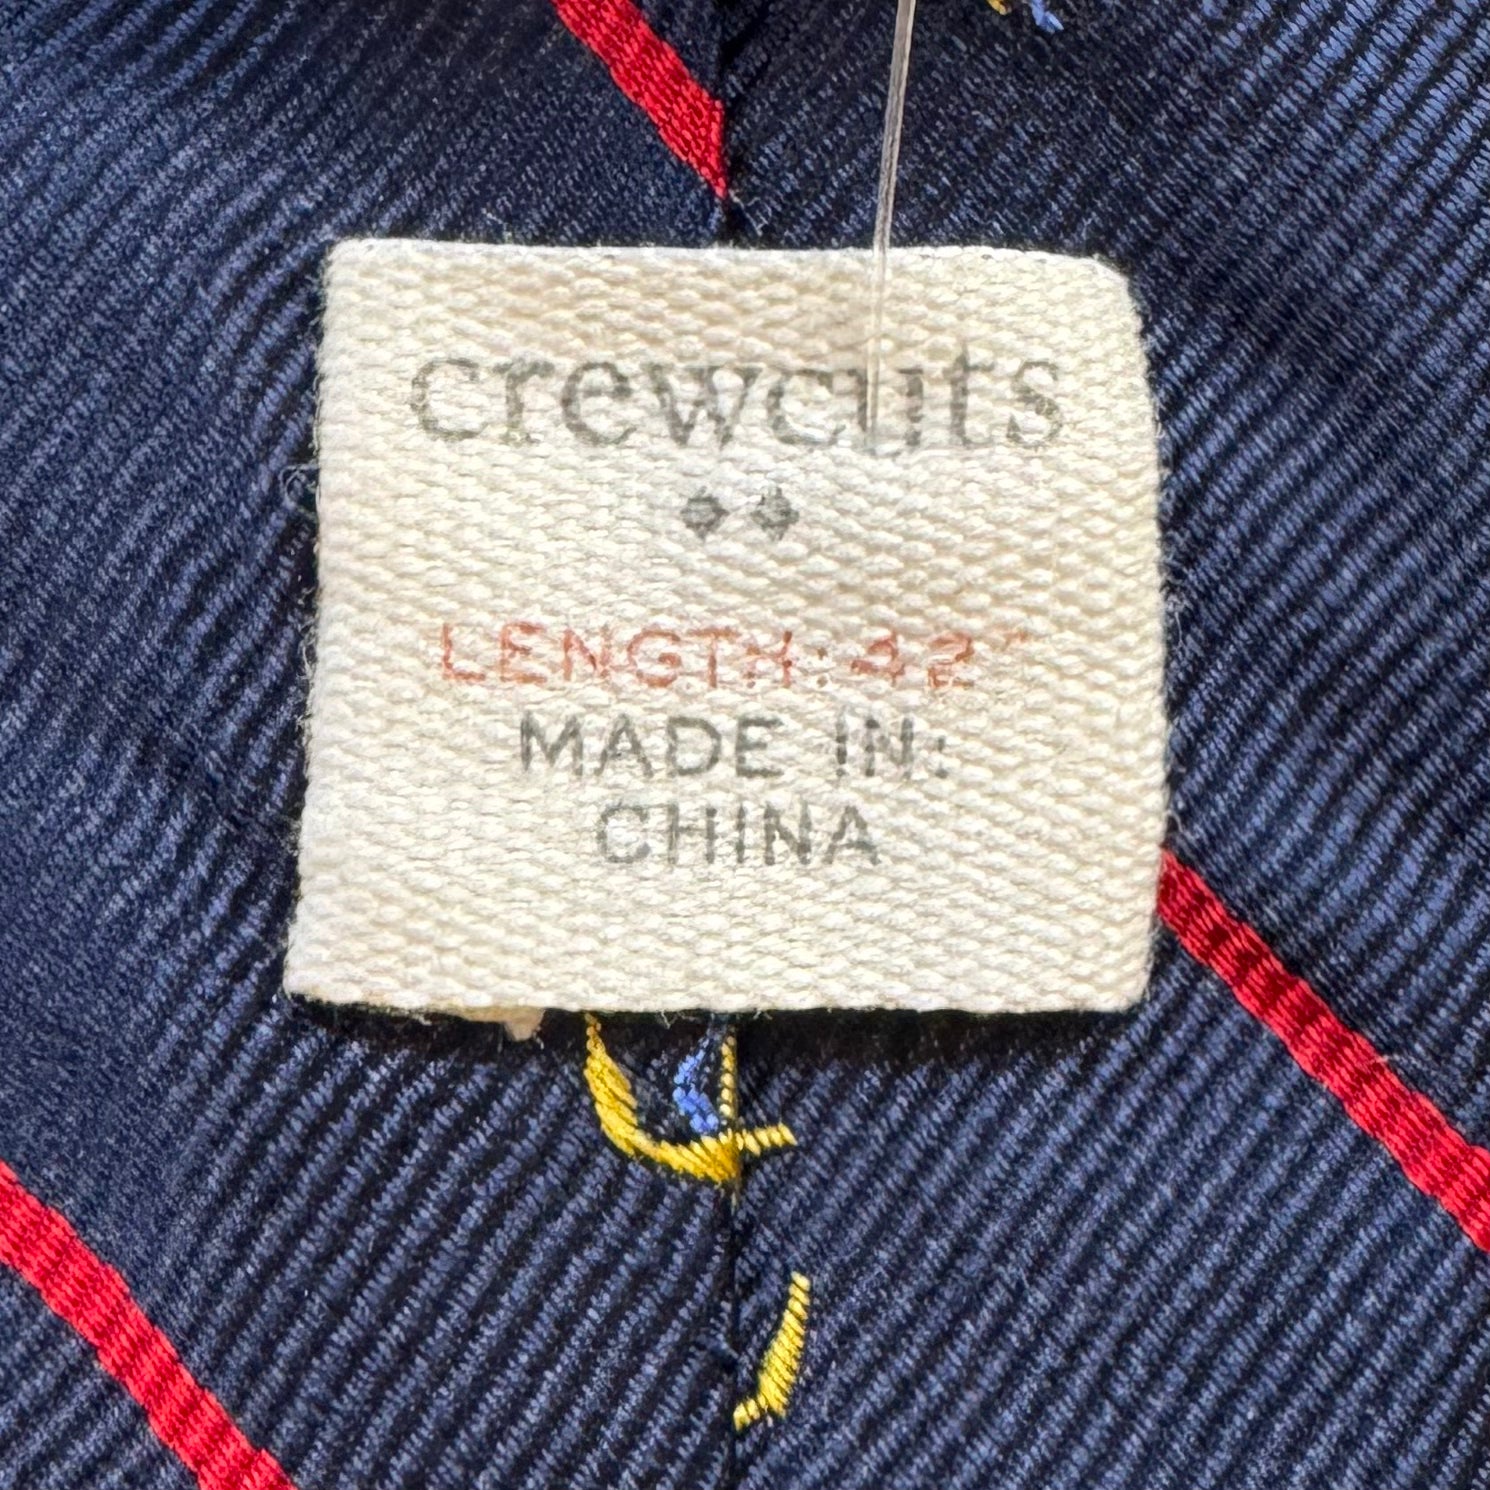 crewcuts
LENGTH: 42"
MADE IN:
CHINA